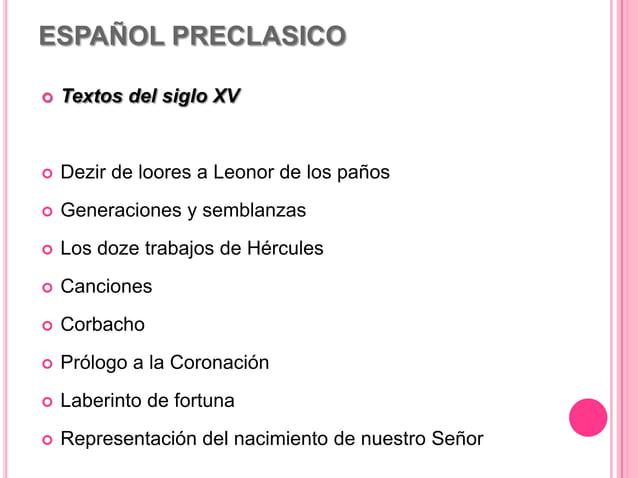 ESPAÑOL PRECLASICO
Textos del siglo XV
Dezir de loores a Leonor de los paños
Generaciones y semblanzas
Los doze trabajos de Hércules
Canciones
Corbacho
Prólogo a la Coronación
Laberinto de fortuna
Representación del nacimiento de nuestro Señor